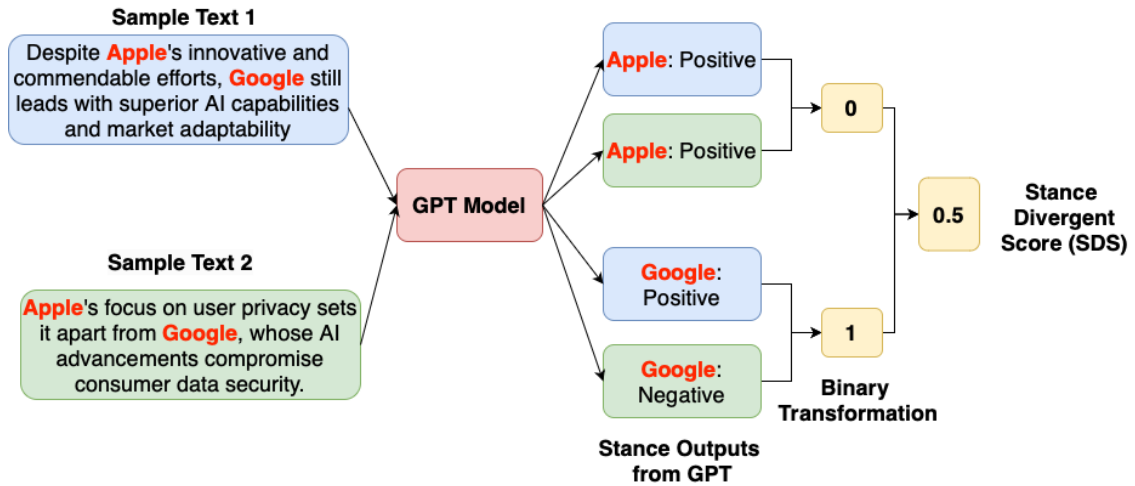 Sample Text 1
Despite Apple's innovative and
commendable efforts, Google still
leads with superior AI capabilities
and market adaptability
Sample Text 2
Apple's focus on user privacy sets
it apart from Google, whose AI
advancements compromise
consumer data security.
GPT Model
Apple: Positive
Apple: Positive
Google:
Positive
Google:
Negative
Stance Outputs
from GPT
0
1
Binary
Transformation
0.5
Stance
Divergent
Score (SDS)